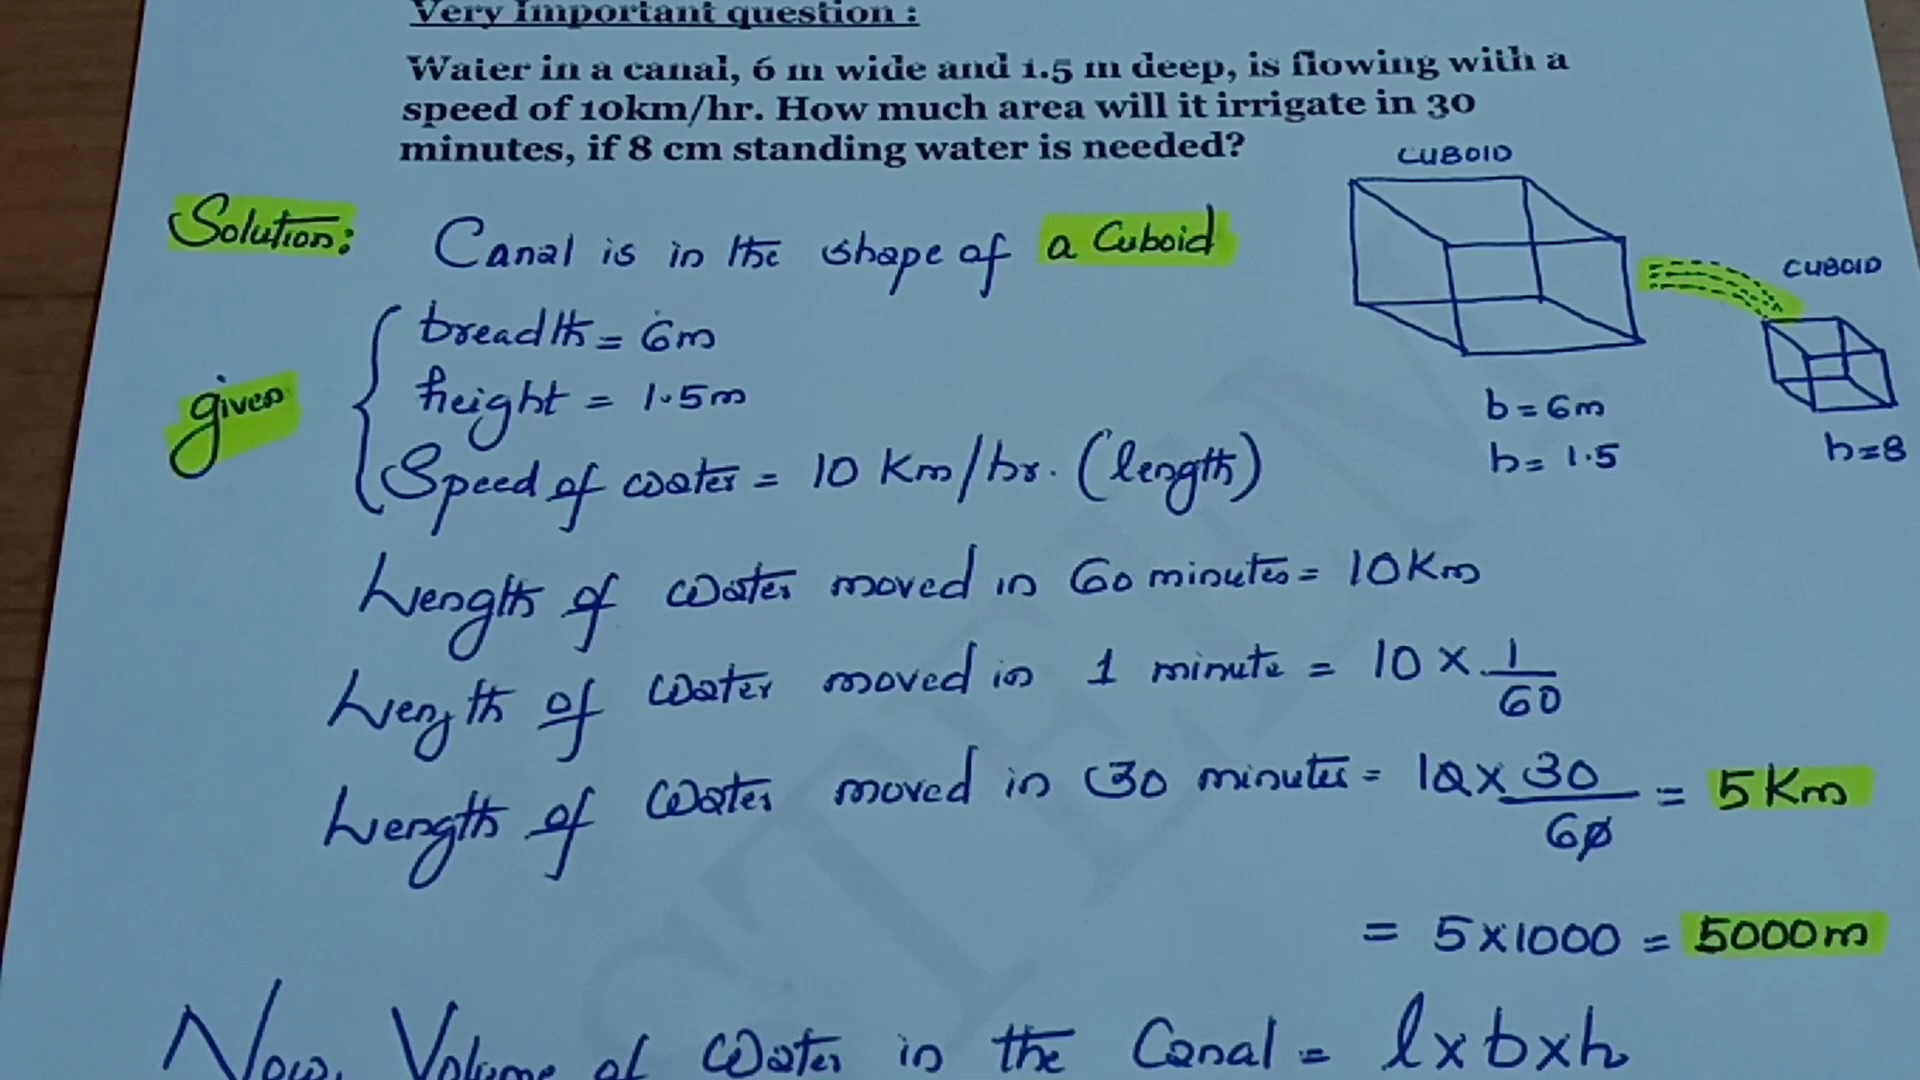 Very Important question :
Water in a canal, 6 m wide and 1.5 m deep, is flowing with a
speed of 10km/hr. How much area will it irrigate in 30
minutes, if 8 cm standing water is needed?
CUBOID
Solution: Canal is in the shape of a Cuboid
CUBOID
given
breadth = 6m
height = 1.5m
Speed of water = 10 Km/hr. (length)
b = 6m
h = 1.5
h=8
Length of water moved in 60 minutes = 10Km
Length of water moved in 1 minute = 10 × 1/60
Length of water moved in 30 minutes = 10 × 30/60 = 5 Km
= 5×1000 = 5000m
Now, Volume of Water in the Canal = l×b×h
STEEM